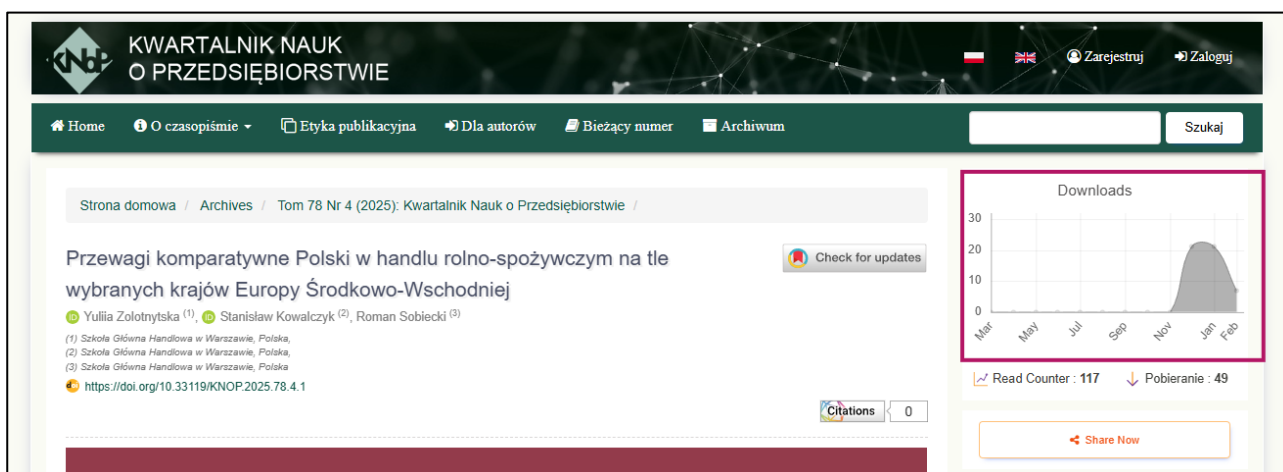 KNoP
KWARTALNIK NAUK
O PRZEDSIĘBIORSTWIE
Zarejestruj
Zaloguj
Home
O czasopiśmie
Etyka publikacyjna
Dla autorów
Bieżący numer
Archiwum
Szukaj
Strona domowa / Archives / Tom 78 Nr 4 (2025): Kwartalnik Nauk o Przedsiębiorstwie /
Przewagi komparatywne Polski w handlu rolno-spożywczym na tle
wybranych krajów Europy Środkowo-Wschodniej
Check for updates
Yuliia Zolotnytska (1), Stanisław Kowalczyk (2), Roman Sobiecki (3)
(1) Szkoła Główna Handlowa w Warszawie, Polska,
(2) Szkoła Główna Handlowa w Warszawie, Polska,
(3) Szkoła Główna Handlowa w Warszawie, Polska
https://doi.org/10.33119/KNOP.2025.78.4.1
Citations 0
Downloads
30
20
10
0
Mar May Jul Sep Nov Jan Feb
Read Counter : 117 Pobieranie : 49
Share Now